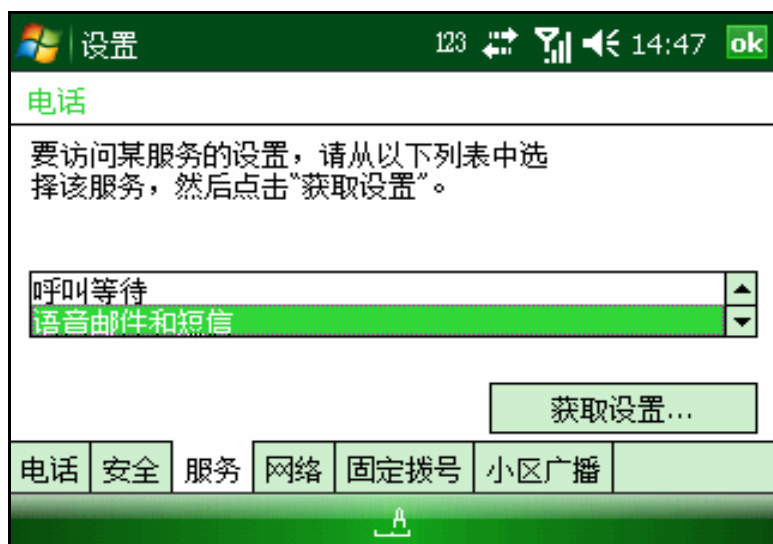 设置 123 14:47 ok
电话
要访问某服务的设置，请从以下列表中选
择该服务，然后点击"获取设置"。
呼叫等待
语音邮件和短信
获取设置...
电话 安全 服务 网络 固定拨号 小区广播
A